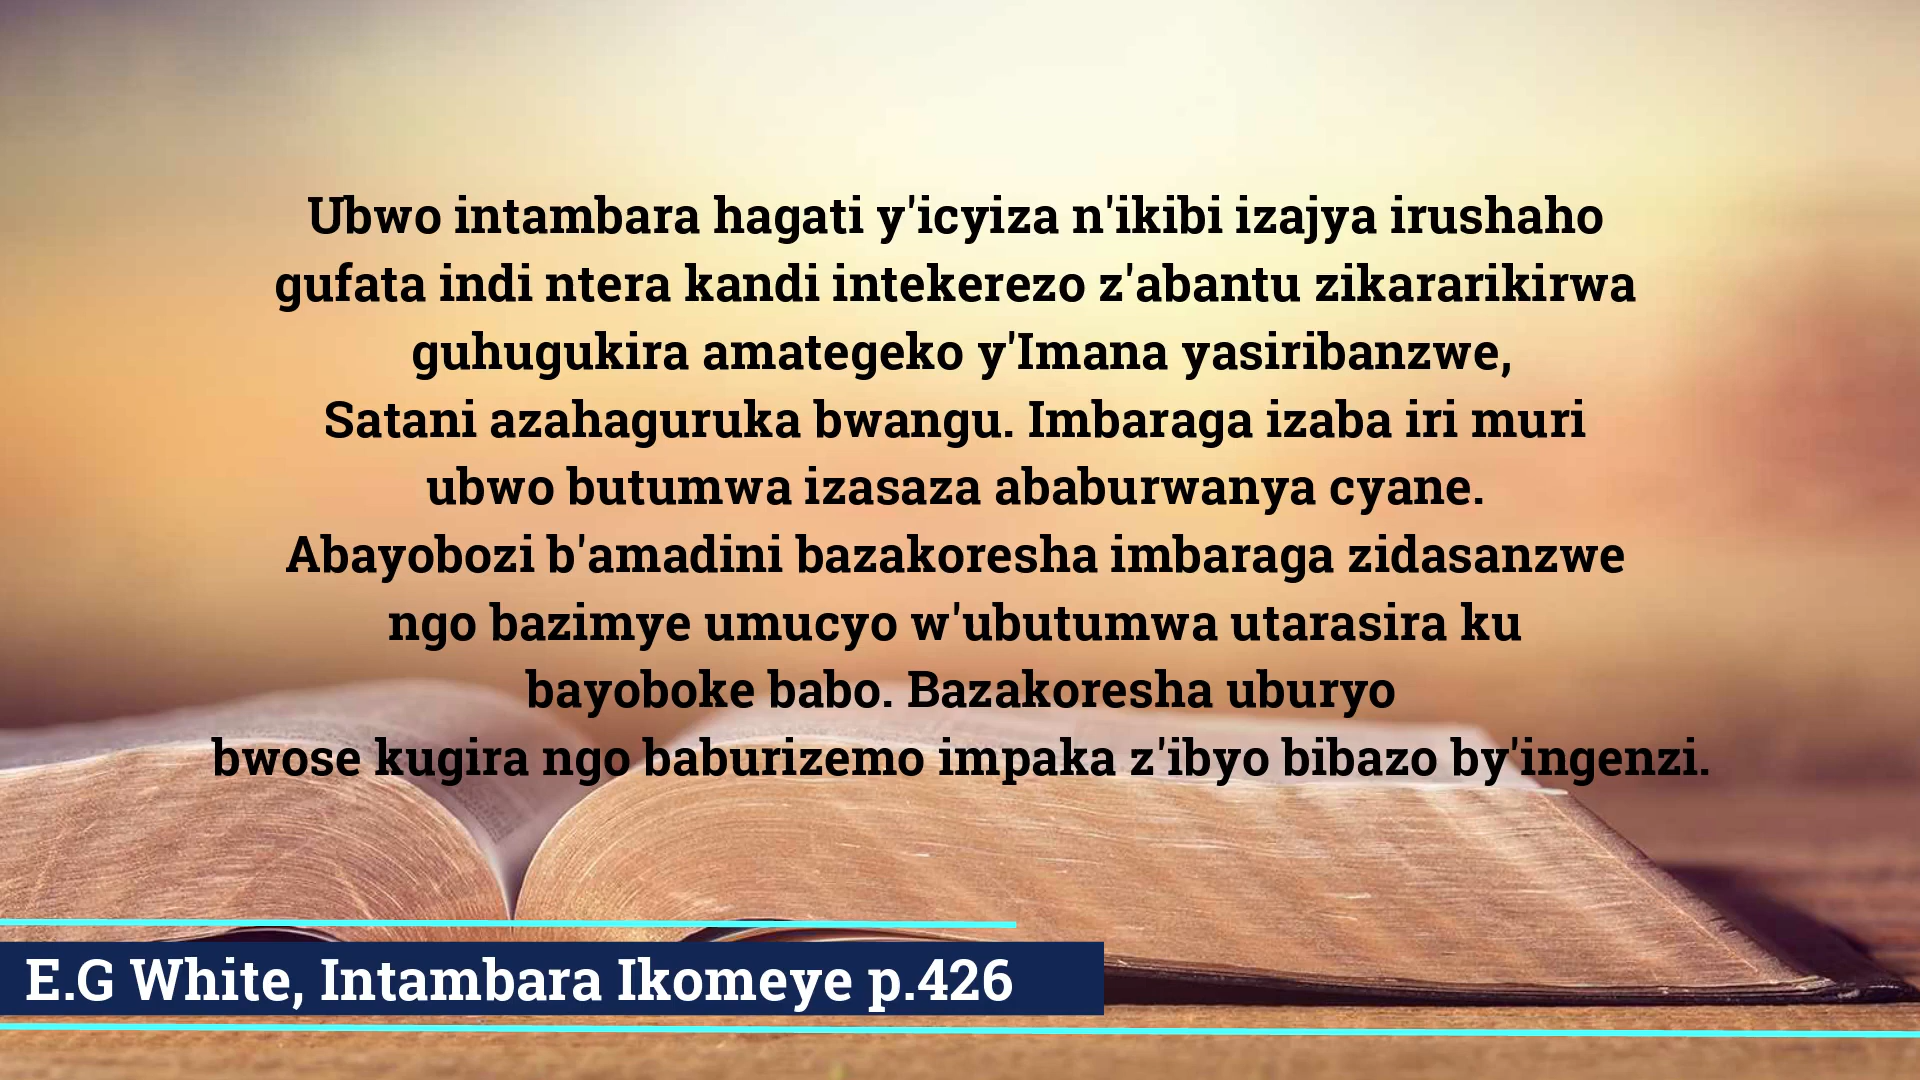 Ubwo intambara hagati y'icyiza n'ikibi izajya irushaho
gufata indi ntera kandi intekerezo z'abantu zikararikirwa
guhugukira amategeko y'Imana yasiribanzwe,
Satani azahaguruka bwangu. Imbaraga izaba iri muri
ubwo butumwa izasaza ababurwanya cyane.
Abayobozi b'amadini bazakoresha imbaraga zidasanzwe
ngo bazimye umucyo w'ubutumwa utarasira ku
bayoboke babo. Bazakoresha uburyo
bwose kugira ngo baburizemo impaka z'ibyo bibazo by'ingenzi.
E.G White, Intambara Ikomeye p.426